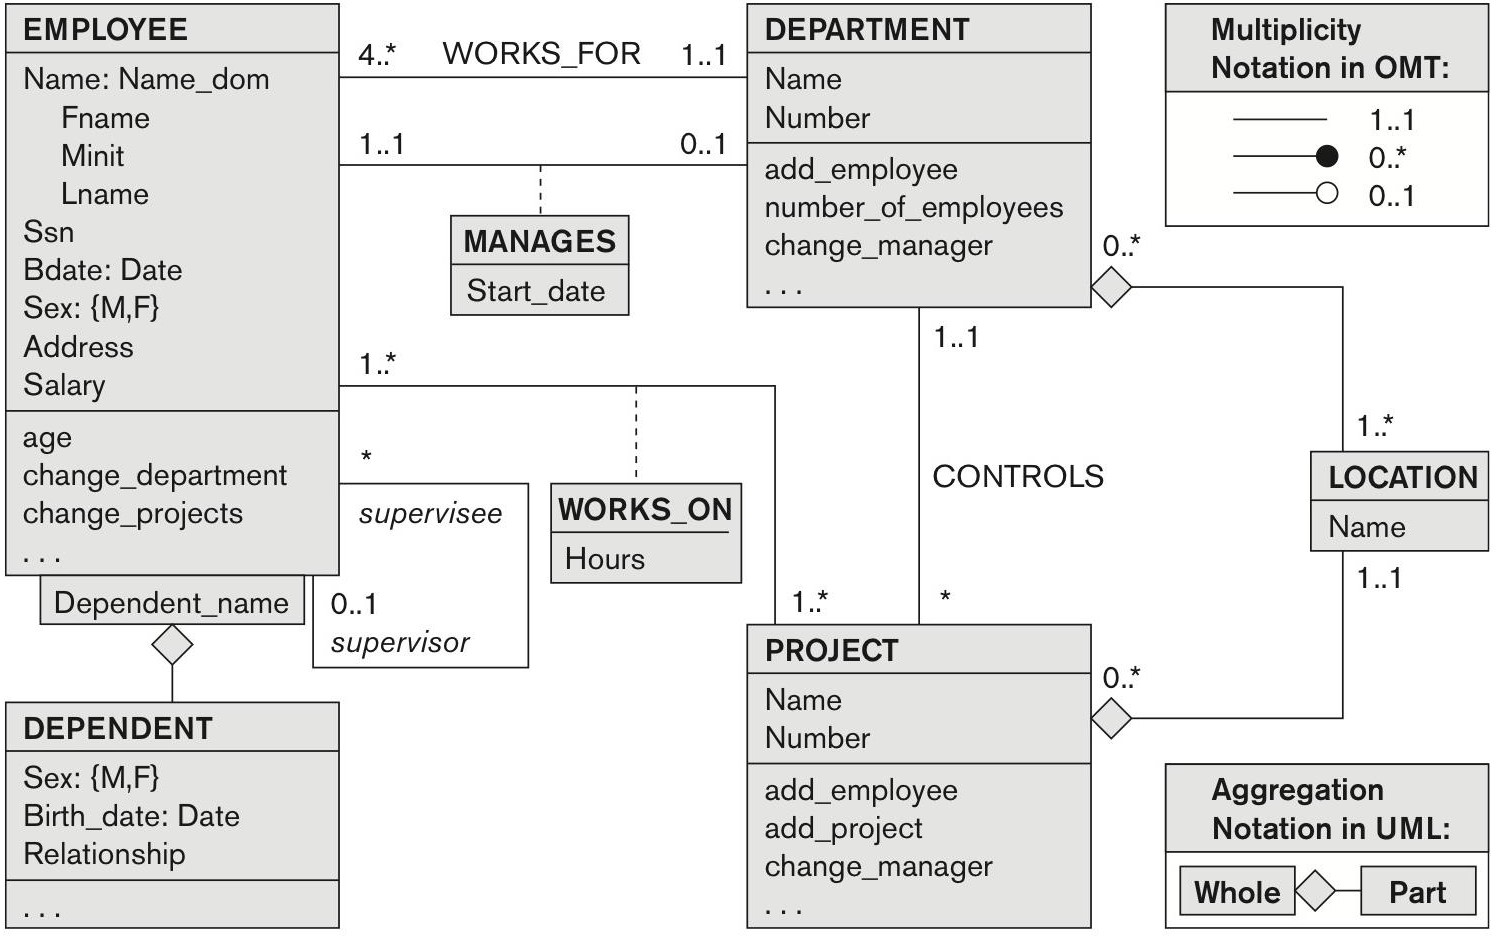 EMPLOYEE
Name: Name_dom
Fname
Minit
Lname
Ssn
Bdate: Date
Sex: {M,F}
Address
Salary
age
change_department
change_projects
. . .
Dependent_name
DEPENDENT
Sex: {M,F}
Birth_date: Date
Relationship
. . .
4..*
WORKS_FOR
1..1
1..1
0..1
MANAGES
Start_date
1..*
*
supervisee
0..1
supervisor
WORKS_ON
Hours
1..*
DEPARTMENT
Name
Number
add_employee
number_of_employees
change_manager
. . .
0..*
1..1
CONTROLS
*
PROJECT
Name
Number
add_employee
add_project
change_manager
. . .
0..*
Multiplicity
Notation in OMT:
1..1
0..*
0..1
1..*
LOCATION
Name
1..1
Aggregation
Notation in UML:
Whole
Part